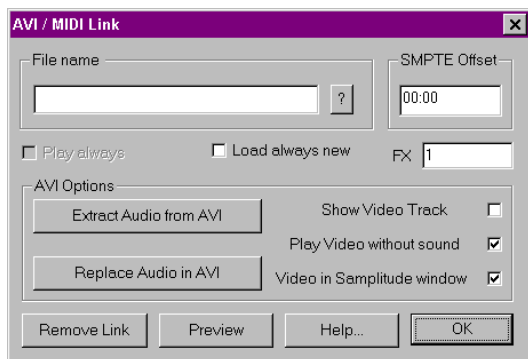 AVI / MIDI Link
File name
SMPTE Offset
?
00:00
Play always
Load always new
FX 1
AVI Options
Extract Audio from AVI
Show Video Track
Play Video without sound
Replace Audio in AVI
Video in Samplitude window
Remove Link
Preview
Help...
OK